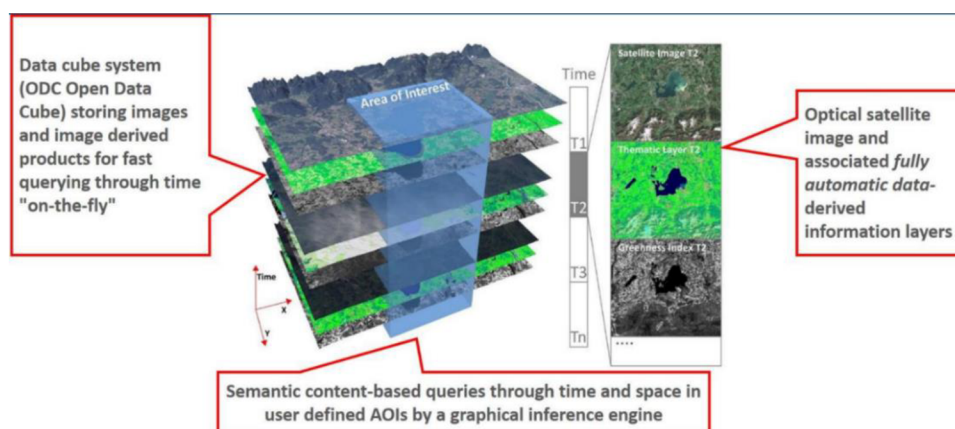 Data cube system
(ODC Open Data
Cube) storing images
and image derived
products for fast
querying through time
"on-the-fly"
Area of Interest
Time
X
Y
Time
T1
T2
T3
Tn
Satellite Image T2
Thematic Layer T2
Greenness Index T2
....
Optical satellite
image and
associated fully
automatic data-
derived
information layers
Semantic content-based queries through time and space in
user defined AOIs by a graphical inference engine